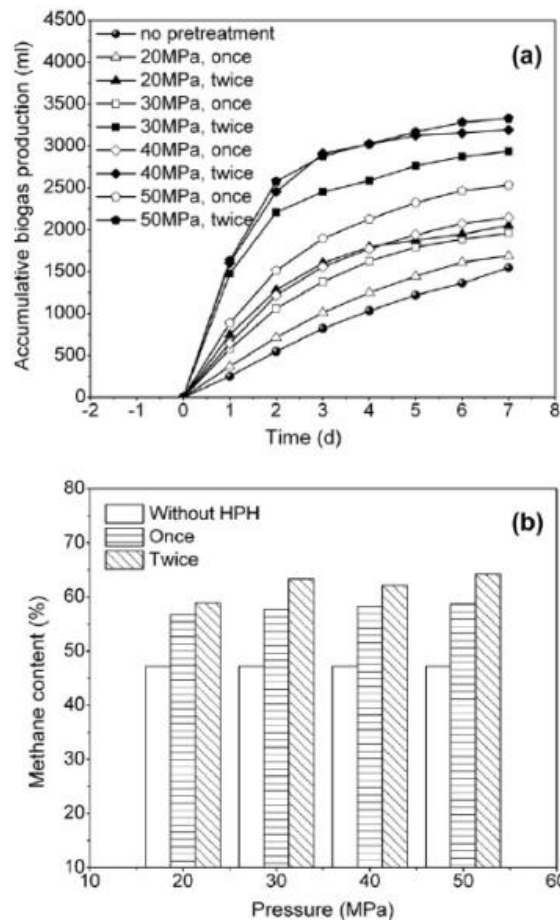 4500
4000
3500
3000
2500
2000
1500
1000
500
0
Accumulative biogas production (ml)
no pretreatment
20MPa, once
20MPa, twice
30MPa, once
30MPa, twice
40MPa, once
40MPa, twice
50MPa, once
50MPa, twice
(a)
-2 -1 0 1 2 3 4 5 6 7 8
Time (d)
80
70
60
50
40
30
20
10
Methane content (%)
Without HPH
Once
Twice
(b)
10 20 30 40 50 60
Pressure (MPa)